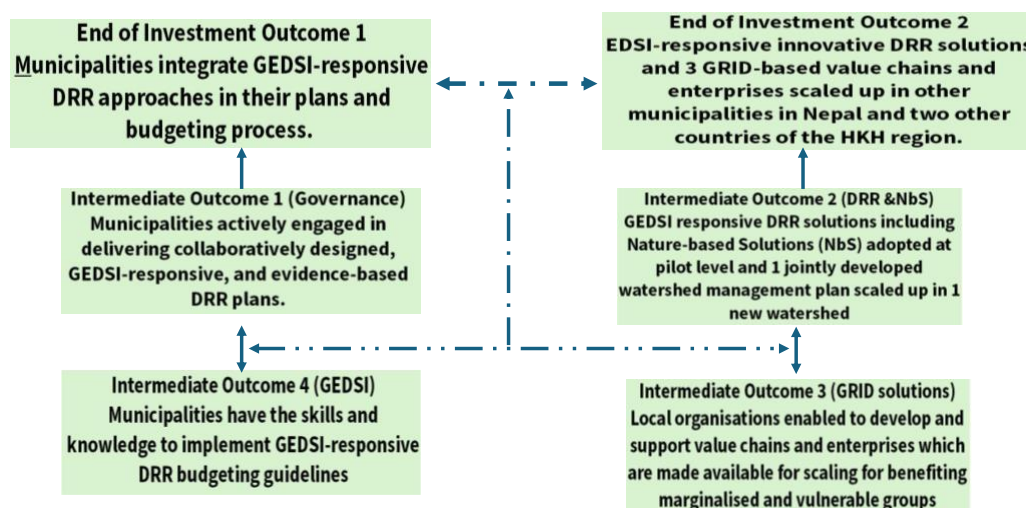 End of Investment Outcome 1
Municipalities integrate GEDSI-responsive
DRR approaches in their plans and
budgeting process.
End of Investment Outcome 2
EDSI-responsive innovative DRR solutions
and 3 GRID-based value chains and
enterprises scaled up in other
municipalities in Nepal and two other
countries of the HKH region.
Intermediate Outcome 1 (Governance)
Municipalities actively engaged in
delivering collaboratively designed,
GEDSI-responsive, and evidence-based
DRR plans.
Intermediate Outcome 2 (DRR &NbS)
GEDSI responsive DRR solutions including
Nature-based Solutions (NbS) adopted at
pilot level and 1 jointly developed
watershed management plan scaled up in 1
new watershed
Intermediate Outcome 4 (GEDSI)
Municipalities have the skills and
knowledge to implement GEDSI-responsive
DRR budgeting guidelines
Intermediate Outcome 3 (GRID solutions)
Local organisations enabled to develop and
support value chains and enterprises which
are made available for scaling for benefiting
marginalised and vulnerable groups